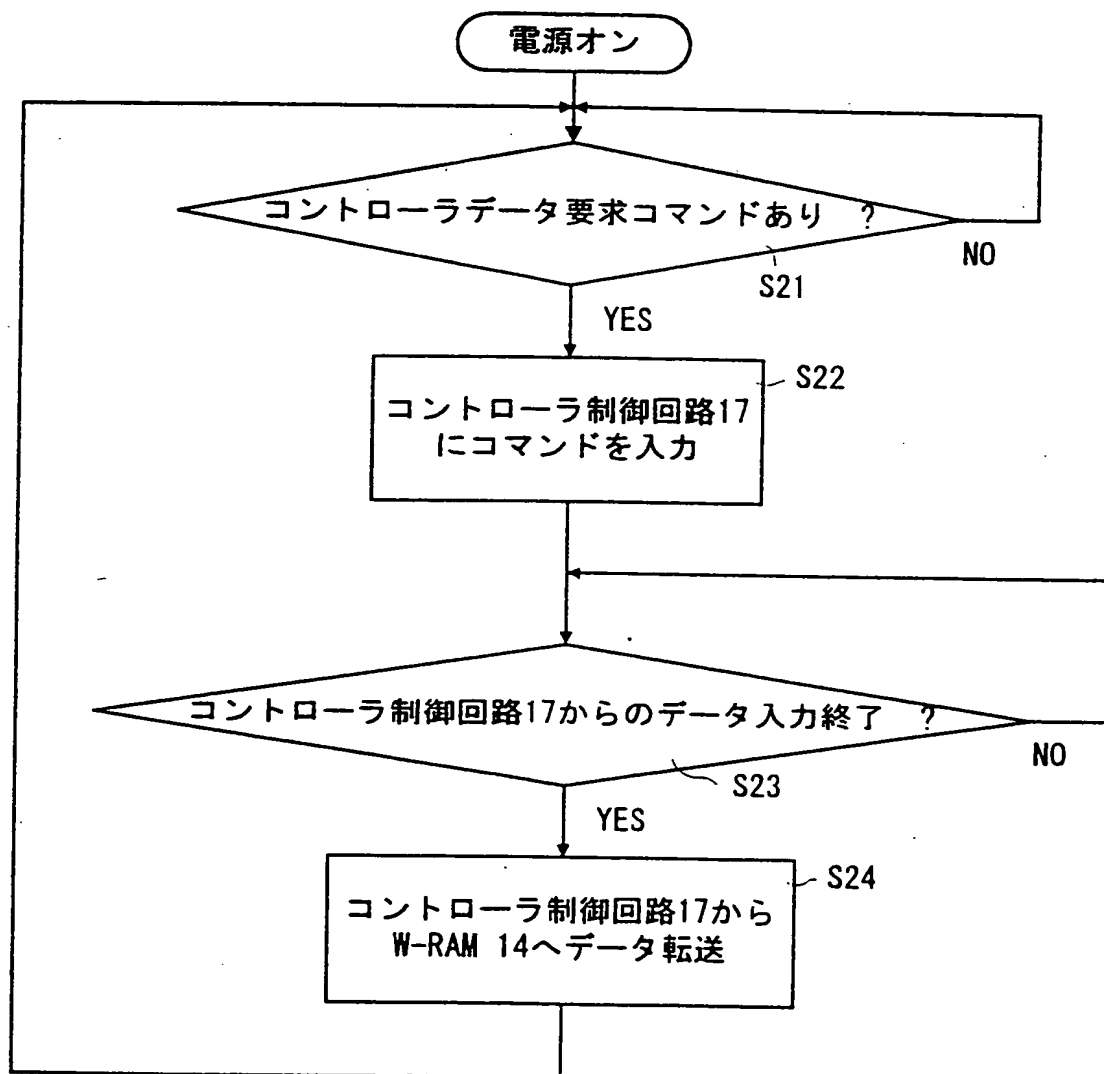 電源オン
コントローラデータ要求コマンドあり ?
NO
S21
YES
S22
コントローラ制御回路17
にコマンドを入力
コントローラ制御回路17からのデータ入力終了 ?
NO
S23
YES
S24
コントローラ制御回路17から
W-RAM 14へデータ転送